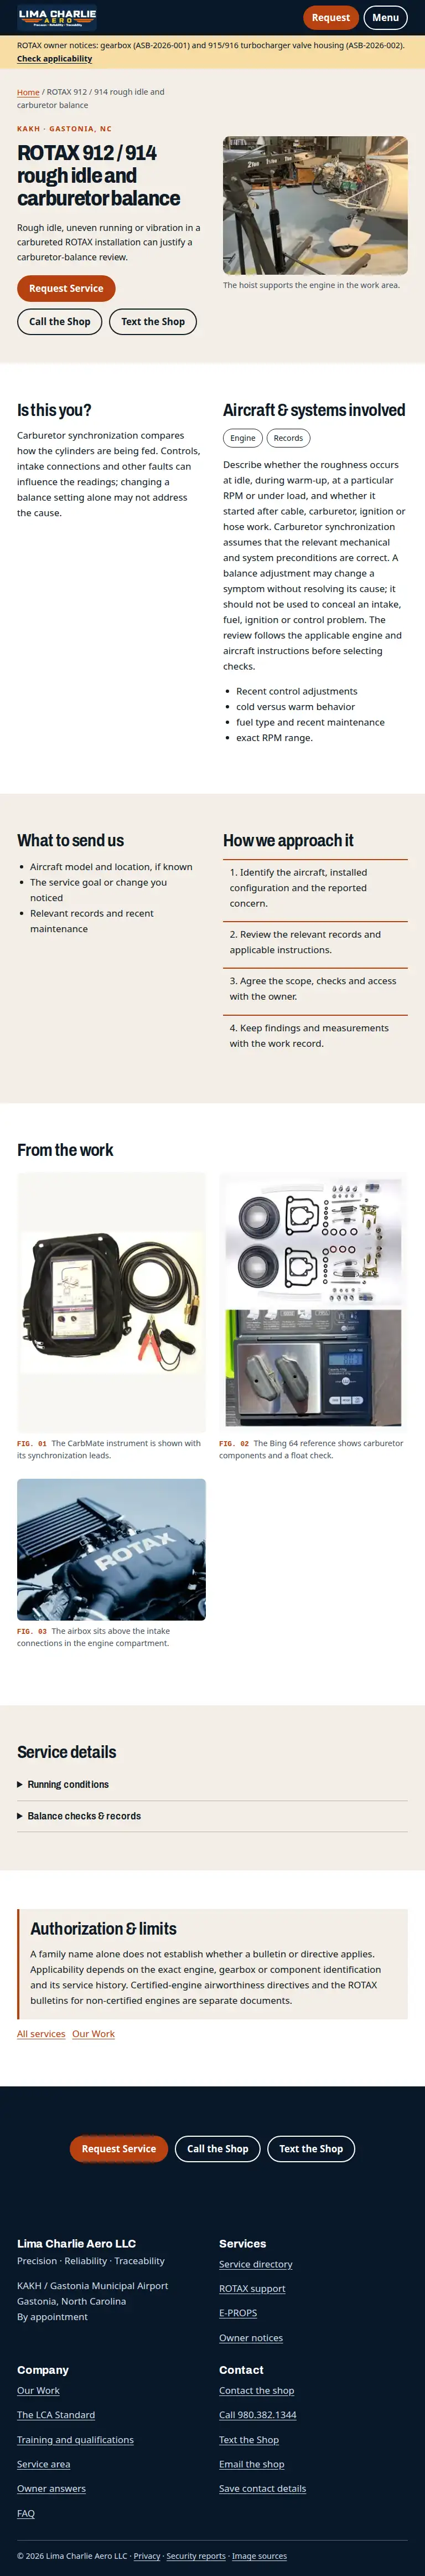 LIMA CHARLIE
AERO
Request
Menu
ROTAX owner notices: gearbox (ASB-2026-001) and 915/916 turbocharger valve housing (ASB-2026-002).
Check applicability
Home / ROTAX 912 / 914 rough idle and
carburetor balance
KAKH · GASTONIA, NC
ROTAX 912 / 914
rough idle and
carburetor balance
Rough idle, uneven running or vibration in a
carbureted ROTAX installation can justify a
carburetor-balance review.
Request Service
Call the Shop
Text the Shop
The hoist supports the engine in the work area.
Is this you?
Carburetor synchronization compares
how the cylinders are being fed. Controls,
intake connections and other faults can
influence the readings; changing a
balance setting alone may not address
the cause.
Aircraft & systems involved
Engine
Records
Describe whether the roughness occurs
at idle, during warm-up, at a particular
RPM or under load, and whether it
started after cable, carburetor, ignition or
hose work. Carburetor synchronization
assumes that the relevant mechanical
and system preconditions are correct. A
balance adjustment may change a
symptom without resolving its cause; it
should not be used to conceal an intake,
fuel, ignition or control problem. The
review follows the applicable engine and
aircraft instructions before selecting
checks.
• Recent control adjustments
• cold versus warm behavior
• fuel type and recent maintenance
• exact RPM range.
What to send us
• Aircraft model and location, if known
• The service goal or change you
noticed
• Relevant records and recent
maintenance
How we approach it
1. Identify the aircraft, installed
configuration and the reported
concern.
2. Review the relevant records and
applicable instructions.
3. Agree the scope, checks and access
with the owner.
4. Keep findings and measurements
with the work record.
From the work
FIG. 01 The CarbMate instrument is shown with
its synchronization leads.
FIG. 02 The Bing 64 reference shows carburetor
components and a float check.
ROTAX
FIG. 03 The airbox sits above the intake
connections in the engine compartment.
Service details
▶ Running conditions
▶ Balance checks & records
Authorization & limits
A family name alone does not establish whether a bulletin or directive applies.
Applicability depends on the exact engine, gearbox or component identification
and its service history. Certified-engine airworthiness directives and the ROTAX
bulletins for non-certified engines are separate documents.
All services
Our Work
Request Service
Call the Shop
Text the Shop
Lima Charlie Aero LLC
Precision · Reliability · Traceability
KAKH / Gastonia Municipal Airport
Gastonia, North Carolina
By appointment
Services
Service directory
ROTAX support
E-PROPS
Owner notices
Company
Our Work
The LCA Standard
Training and qualifications
Service area
Owner answers
FAQ
Contact
Contact the shop
Call 980.382.1344
Text the Shop
Email the shop
Save contact details
© 2026 Lima Charlie Aero LLC · Privacy · Security reports · Image sources